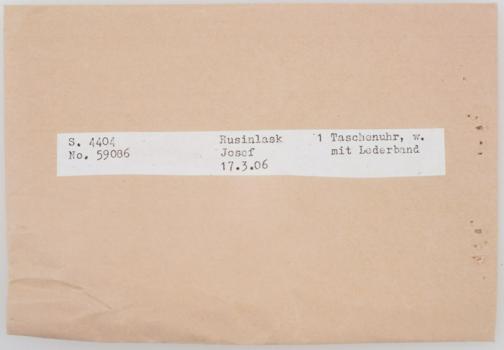 S. 4404 Rusinlask 1 Taschenuhr, w.
No. 59086 Josef mit Lederband
17.3.06